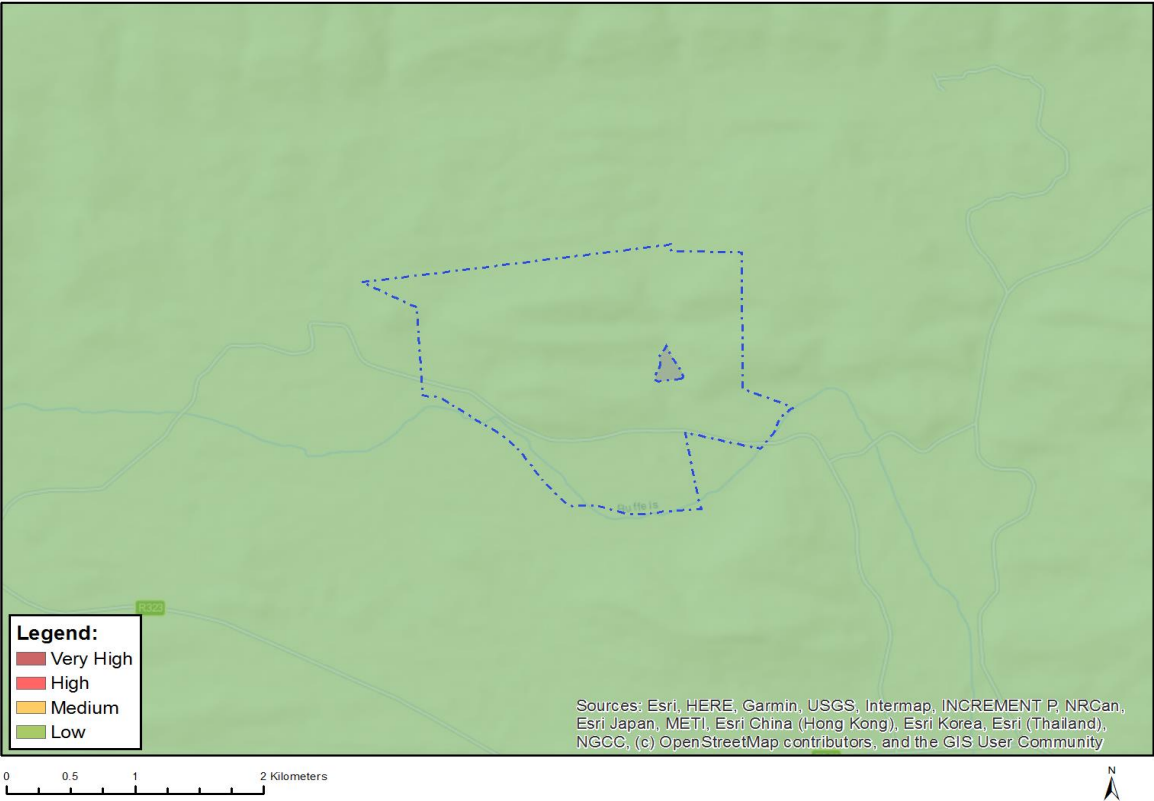 Buffels
R323
Legend:
Very High
High
Medium
Low
Sources: Esri, HERE, Garmin, USGS, Intermap, INCREMENT P, NRCan,
Esri Japan, METI, Esri China (Hong Kong), Esri Korea, Esri (Thailand),
NGCC, (c) OpenStreetMap contributors, and the GIS User Community
0 0.5 1 2 Kilometers
N